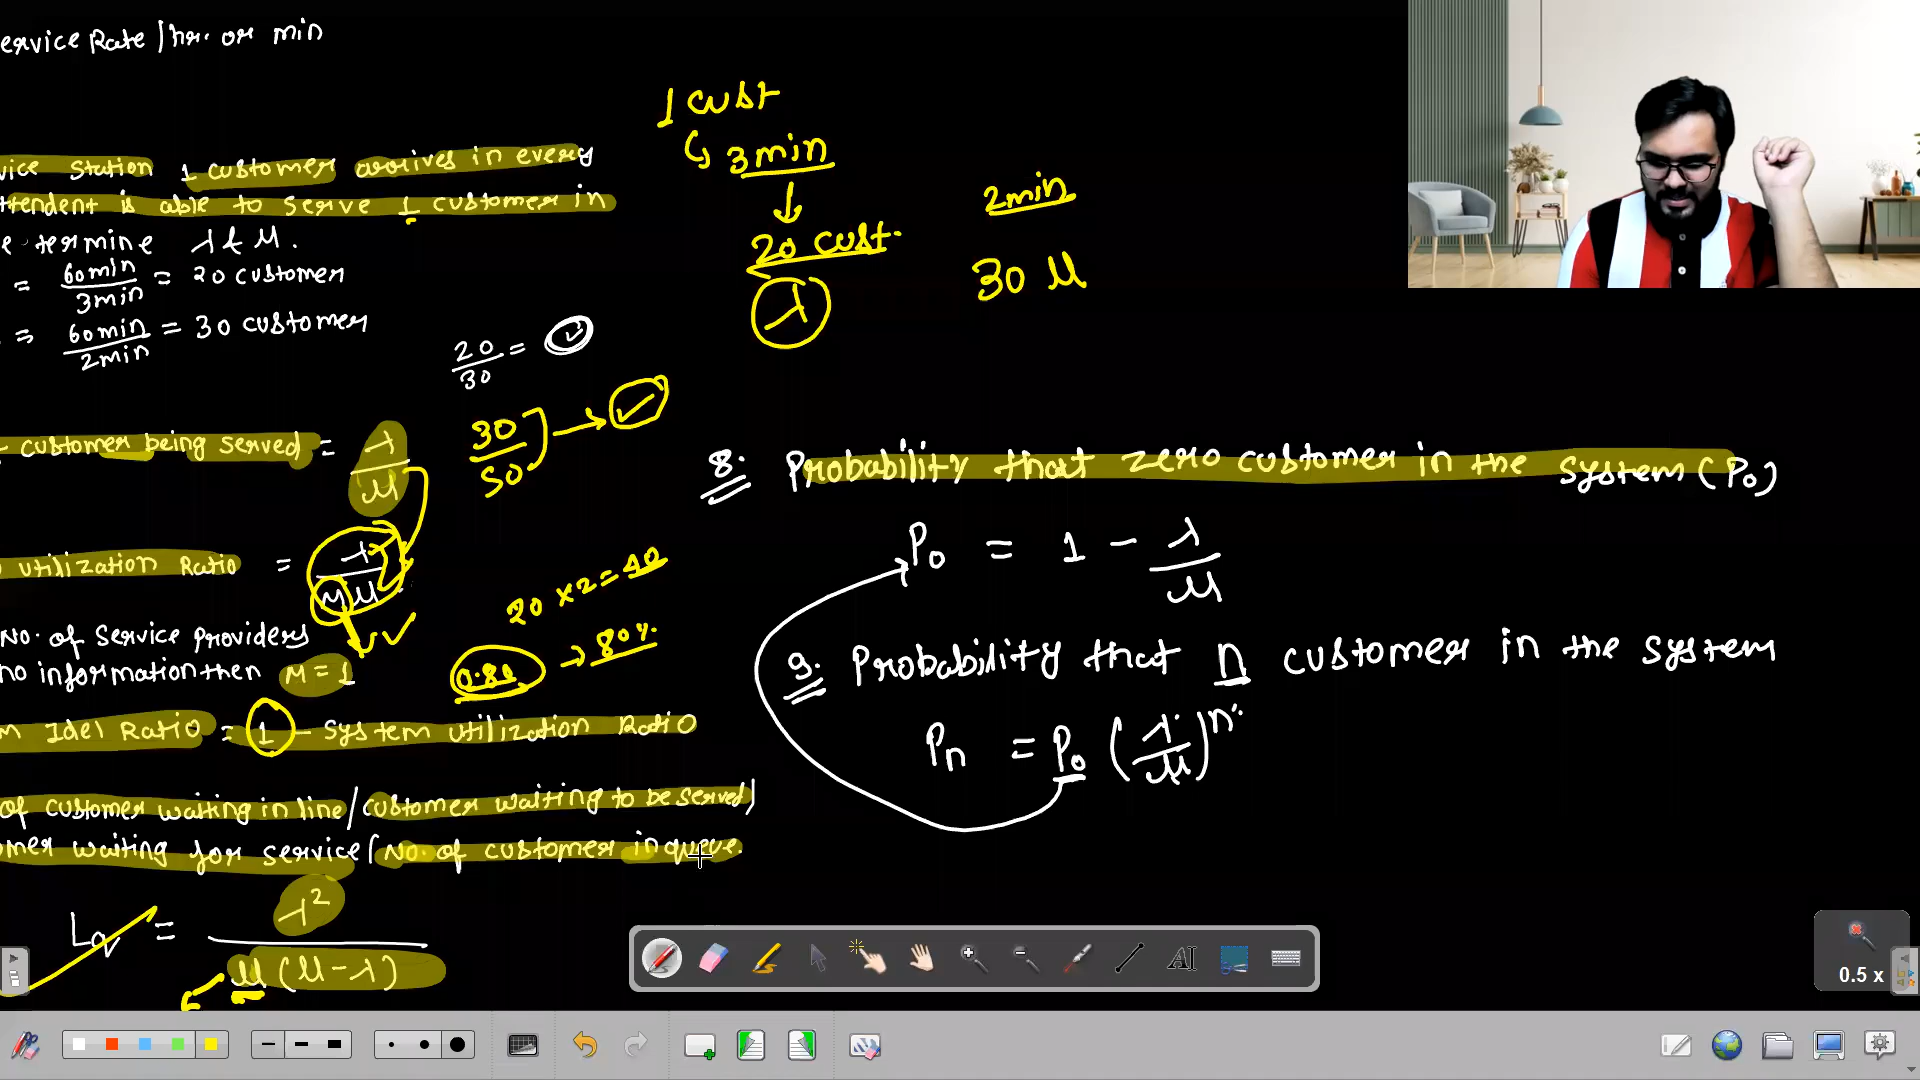 ervice Rate / hr. or min
1 cust
3 min
20 cust.
λ
2 min
30 μ
vice Station 1 customer arrives in every
ttendent is able to serve 1 customer in
e termine λ & μ.
= 60min / 3min = 20 customer
= 60min / 2min = 30 customer
20 / 30 =
30 / 50
customer being served = λ / μ
utilization Ratio = λ / Mμ
20 × 2 = 40
No. of Service Providers
0.80 → 80%
no information then M = 1
m Idel Ratio = 1 - System utilization Ratio
of customer waiting in line / customer waiting to be served /
omer waiting for service / No. of customer in queue.
Lq = λ² / μ (μ - λ)
8. Probability that zero customer in the system (P₀)
P₀ = 1 - λ / μ
9. Probability that n customer in the system
Pn = P₀ (λ / μ)ⁿ
0.5 x